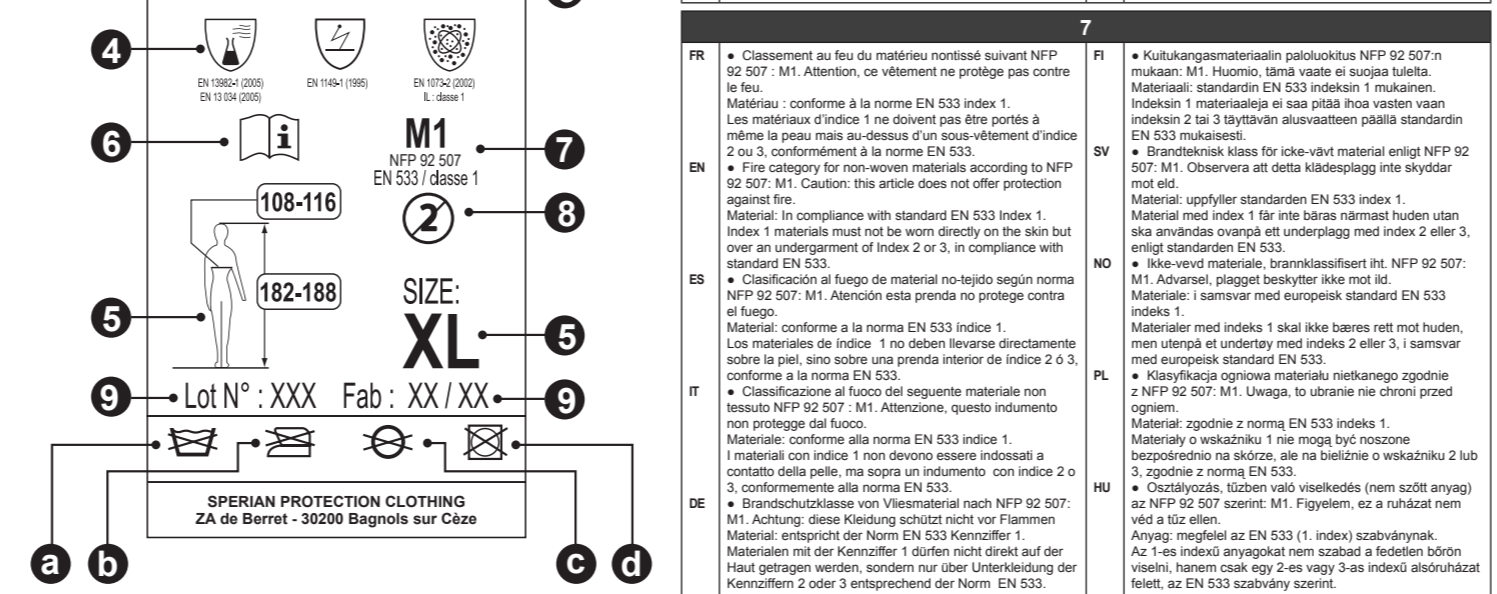 4
EN 13982-1 (2005)
EN 13 034 (2005)
EN 1149-1 (1995)
EN 1073-2 (2002)
IL : classe 1
6
i
M1
NFP 92 507
EN 533 / classe 1
7
2
8
108-116
182-188
5
SIZE:
XL
5
9
Lot N° : XXX Fab : XX / XX
9
SPERIAN PROTECTION CLOTHING
ZA de Berret - 30200 Bagnols sur Cèze
a b c d
7
FR
● Classement au feu du matérieu nontissé suivant NFP
92 507 : M1. Attention, ce vêtement ne protège pas contre
le feu.
Matériau : conforme à la norme EN 533 index 1.
Les matériaux d'indice 1 ne doivent pas être portés à
même la peau mais au-dessus d'un sous-vêtement d'indice
2 ou 3, conformément à la norme EN 533.
EN
● Fire category for non-woven materials according to NFP
92 507: M1. Caution: this article does not offer protection
against fire.
Material: In compliance with standard EN 533 Index 1.
Index 1 materials must not be worn directly on the skin but
over an undergarment of Index 2 or 3, in compliance with
standard EN 533.
ES
● Clasificación al fuego de material no-tejido según norma
NFP 92 507: M1. Atención esta prenda no protege contra
el fuego.
Material: conforme a la norma EN 533 índice 1.
Los materiales de índice 1 no deben llevarse directamente
sobre la piel, sino sobre una prenda interior de índice 2 ó 3,
conforme a la norma EN 533.
IT
● Classificazione al fuoco del seguente materiale non
tessuto NFP 92 507 : M1. Attenzione, questo indumento
non protegge dal fuoco.
Materiale: conforme alla norma EN 533 indice 1.
I materiali con indice 1 non devono essere indossati a
contatto della pelle, ma sopra un indumento con indice 2 o
3, conformemente alla norma EN 533.
DE
● Brandschutzklasse von Vliesmaterial nach NFP 92 507:
M1. Achtung: diese Kleidung schützt nicht vor Flammen
Material: entspricht der Norm EN 533 Kennziffer 1.
Materialen mit der Kennziffer 1 dürfen nicht direkt auf der
Haut getragen werden, sondern nur über Unterkleidung der
Kennziffern 2 oder 3 entsprechend der Norm EN 533.
FI
● Kuitukangasmateriaalin paloluokitus NFP 92 507:n
mukaan: M1. Huomio, tämä vaate ei suojaa tulelta.
Materiaali: standardin EN 533 indeksin 1 mukainen.
Indeksin 1 materiaaleja ei saa pitää ihoa vasten vaan
indeksin 2 tai 3 täyttävän alusvaatteen päällä standardin
EN 533 mukaisesti.
SV
● Brandteknisk klass för icke-vävt material enligt NFP 92
507: M1. Observera att detta klädesplagg inte skyddar
mot eld.
Material: uppfyller standarden EN 533 index 1.
Material med index 1 får inte bäras närmast huden utan
ska användas ovanpå ett underplagg med index 2 eller 3,
enligt standarden EN 533.
NO
● Ikke-vevd materiale, brannklassifisert iht. NFP 92 507:
M1. Advarsel, plagget beskytter ikke mot ild.
Materiale: i samsvar med europeisk standard EN 533
indeks 1.
Materialer med indeks 1 skal ikke bæres rett mot huden,
men utenpå et undertøy med indeks 2 eller 3, i samsvar
med europeisk standard EN 533.
PL
● Klasyfikacja ogniowa materiału nietkanego zgodnie
z NFP 92 507: M1. Uwaga, to ubranie nie chroni przed
ogniem.
Materiał: zgodnie z normą EN 533 indeks 1.
Materiały o wskaźniku 1 nie mogą być noszone
bezpośrednio na skórze, ale na bieliźnie o wskaźniku 2 lub
3, zgodnie z normą EN 533.
HU
● Osztályozás, tűzben való viselkedés (nem szőtt anyag)
az NFP 92 507 szerint: M1. Figyelem, ez a ruházat nem
véd a tűz ellen.
Anyag: megfelel az EN 533 (1. index) szabványnak.
Az 1-es indexű anyagokat nem szabad a fedetlen bőrön
viselni, hanem csak egy 2-es vagy 3-as indexű alsóruházat
felett, az EN 533 szabvány szerint.